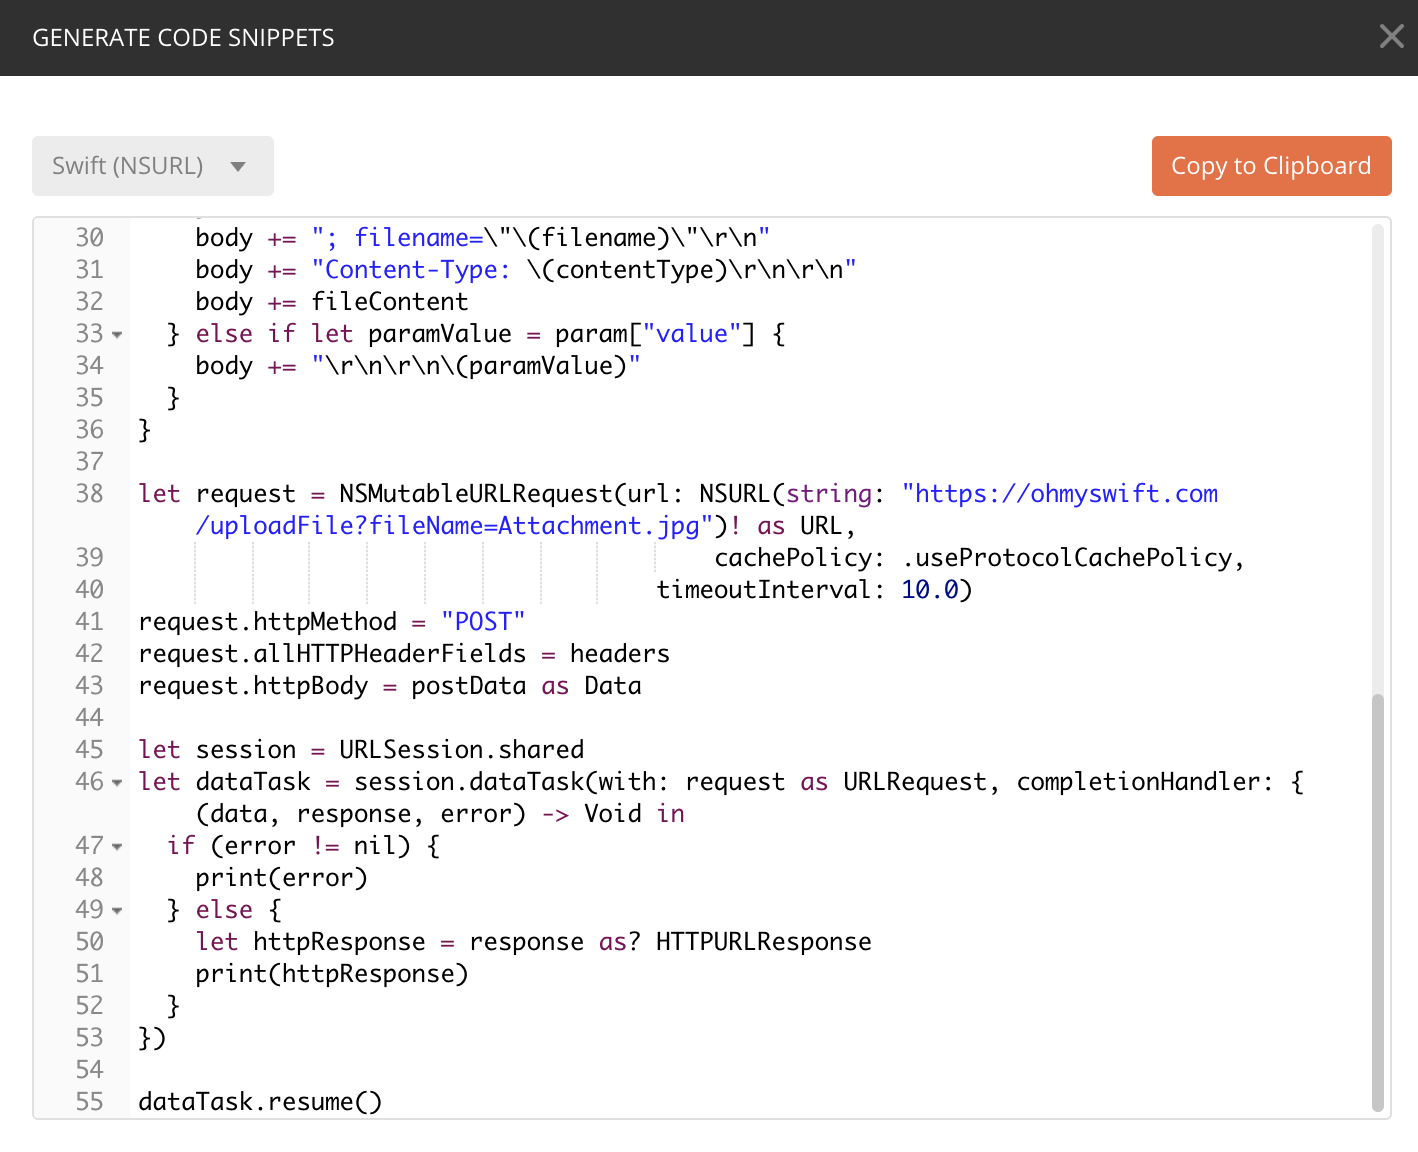 GENERATE CODE SNIPPETS
Swift (NSURL)
Copy to Clipboard
30     body += "; filename=\"\(filename)\"\r\n"
31     body += "Content-Type: \(contentType)\r\n\r\n"
32     body += fileContent
33   } else if let paramValue = param["value"] {
34     body += "\r\n\r\n\(paramValue)"
35   }
36 }
37
38 let request = NSMutableURLRequest(url: NSURL(string: "https://ohmyswift.com
/uploadFile?fileName=Attachment.jpg")! as URL,
39                                         cachePolicy: .useProtocolCachePolicy,
40                                     timeoutInterval: 10.0)
41 request.httpMethod = "POST"
42 request.allHTTPHeaderFields = headers
43 request.httpBody = postData as Data
44
45 let session = URLSession.shared
46 let dataTask = session.dataTask(with: request as URLRequest, completionHandler: {
(data, response, error) -> Void in
47   if (error != nil) {
48     print(error)
49   } else {
50     let httpResponse = response as? HTTPURLResponse
51     print(httpResponse)
52   }
53 })
54
55 dataTask.resume()